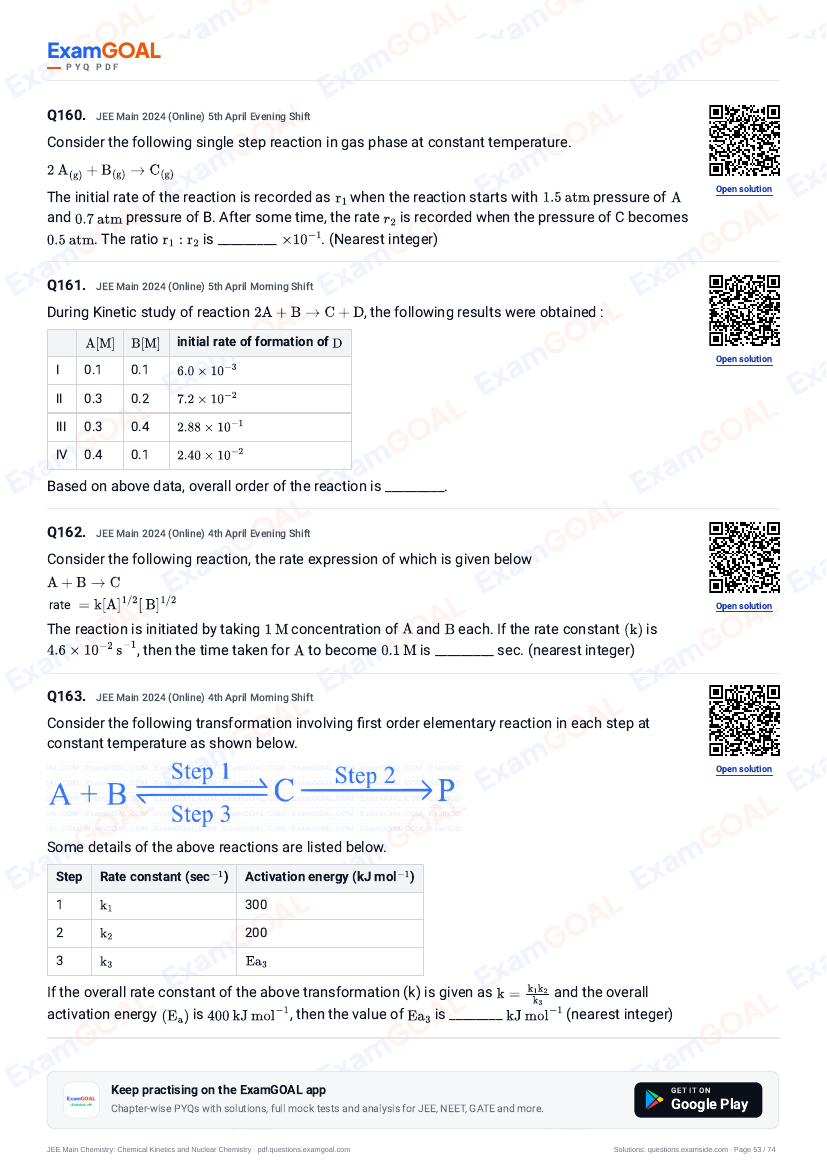 ExamGOAL
PYQ PDF
Q160. JEE Main 2024 (Online) 5th April Evening Shift
Consider the following single step reaction in gas phase at constant temperature.
2 A(g) + B(g) → C(g)
The initial rate of the reaction is recorded as r₁ when the reaction starts with 1.5 atm pressure of A
and 0.7 atm pressure of B. After some time, the rate r₂ is recorded when the pressure of C becomes
0.5 atm. The ratio r₁ : r₂ is _________ ×10⁻¹. (Nearest integer)
Open solution
Q161. JEE Main 2024 (Online) 5th April Morning Shift
During Kinetic study of reaction 2A + B → C + D, the following results were obtained :
A[M] B[M] initial rate of formation of D
I 0.1 0.1 6.0 × 10⁻³
II 0.3 0.2 7.2 × 10⁻²
III 0.3 0.4 2.88 × 10⁻¹
IV 0.4 0.1 2.40 × 10⁻²
Based on above data, overall order of the reaction is _________.
Open solution
Q162. JEE Main 2024 (Online) 4th April Evening Shift
Consider the following reaction, the rate expression of which is given below
A + B → C
rate = k[A]^1/2[ B]^1/2
The reaction is initiated by taking 1 M concentration of A and B each. If the rate constant (k) is
4.6 × 10⁻² s⁻¹, then the time taken for A to become 0.1 M is _________ sec. (nearest integer)
Open solution
Q163. JEE Main 2024 (Online) 4th April Morning Shift
Consider the following transformation involving first order elementary reaction in each step at
constant temperature as shown below.
Open solution
Step 1
Step 2
A + B ⇌ C → P
Step 3
Some details of the above reactions are listed below.
Step Rate constant (sec⁻¹) Activation energy (kJ mol⁻¹)
1 k₁ 300
2 k₂ 200
3 k₃ Ea₃
If the overall rate constant of the above transformation (k) is given as k = k₁k₂/k₃ and the overall
activation energy (Eₐ) is 400 kJ mol⁻¹, then the value of Ea₃ is ________ kJ mol⁻¹ (nearest integer)
Keep practising on the ExamGOAL app
Chapter-wise PYQs with solutions, full mock tests and analysis for JEE, NEET, GATE and more.
GET IT ON
Google Play
JEE Main Chemistry: Chemical Kinetics and Nuclear Chemistry · pdf.questions.examgoal.com
Solutions: questions.examside.com · Page 53 / 74